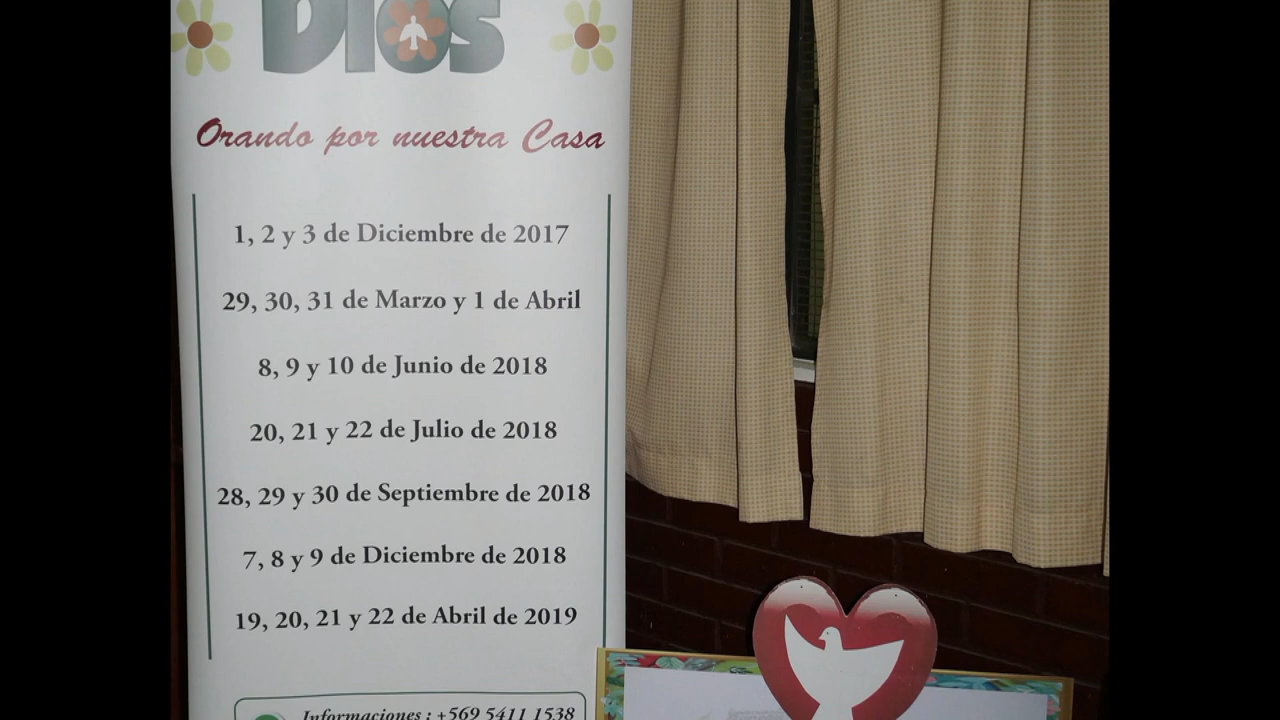 DIOS
Orando por nuestra Casa
1, 2 y 3 de Diciembre de 2017
29, 30, 31 de Marzo y 1 de Abril
8, 9 y 10 de Junio de 2018
20, 21 y 22 de Julio de 2018
28, 29 y 30 de Septiembre de 2018
7, 8 y 9 de Diciembre de 2018
19, 20, 21 y 22 de Abril de 2019
Informaciones : +569 5411 1538